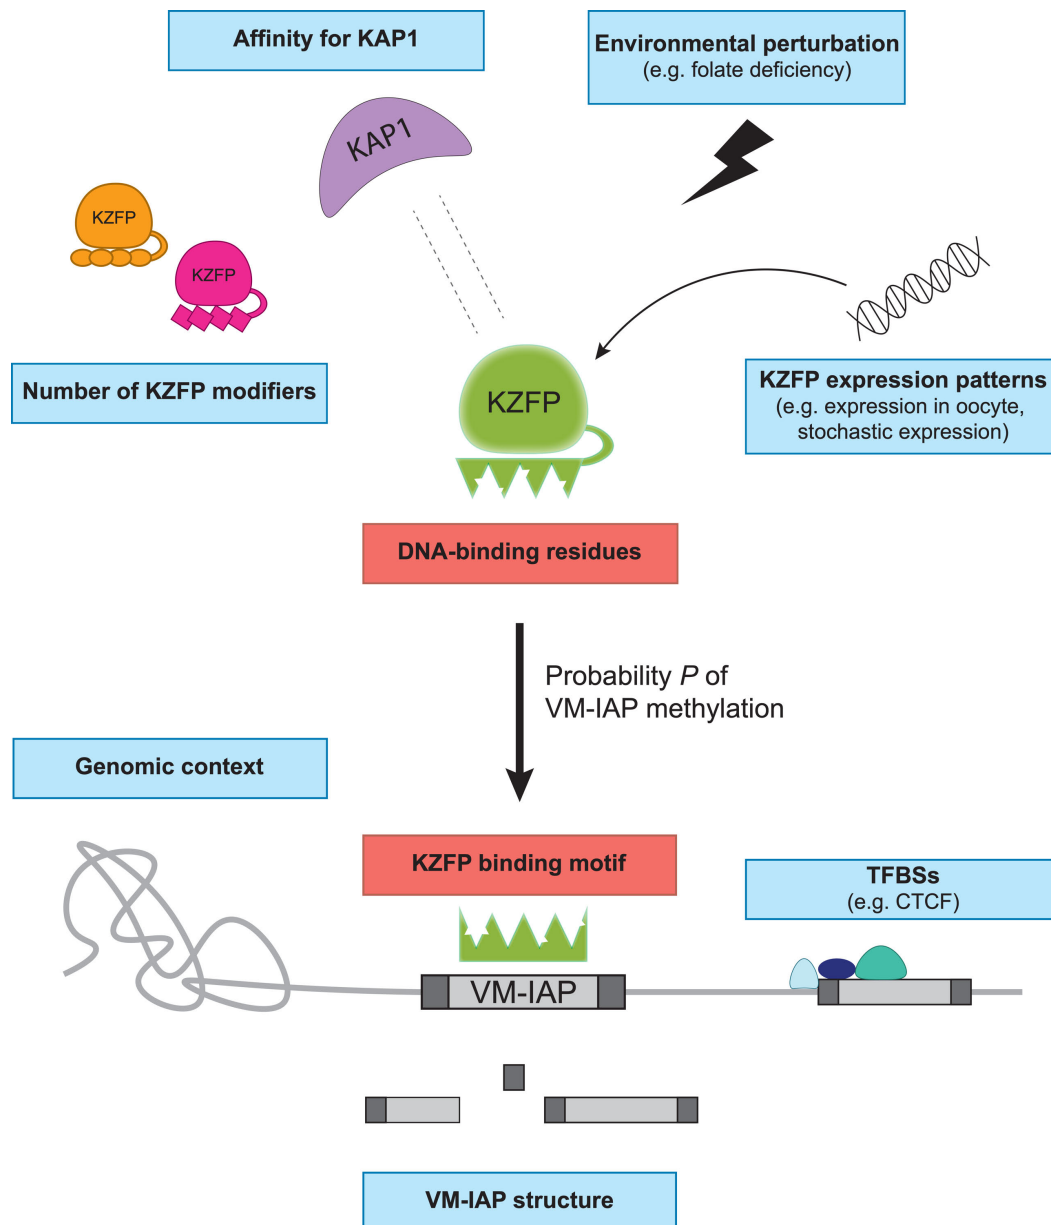 Affinity for KAP1
Environmental perturbation
(e.g. folate deficiency)
KAP1
KZFP
KZFP
Number of KZFP modifiers
KZFP
KZFP expression patterns
(e.g. expression in oocyte,
stochastic expression)
DNA-binding residues
Probability P of
VM-IAP methylation
Genomic context
KZFP binding motif
TFBSs
(e.g. CTCF)
VM-IAP
VM-IAP structure